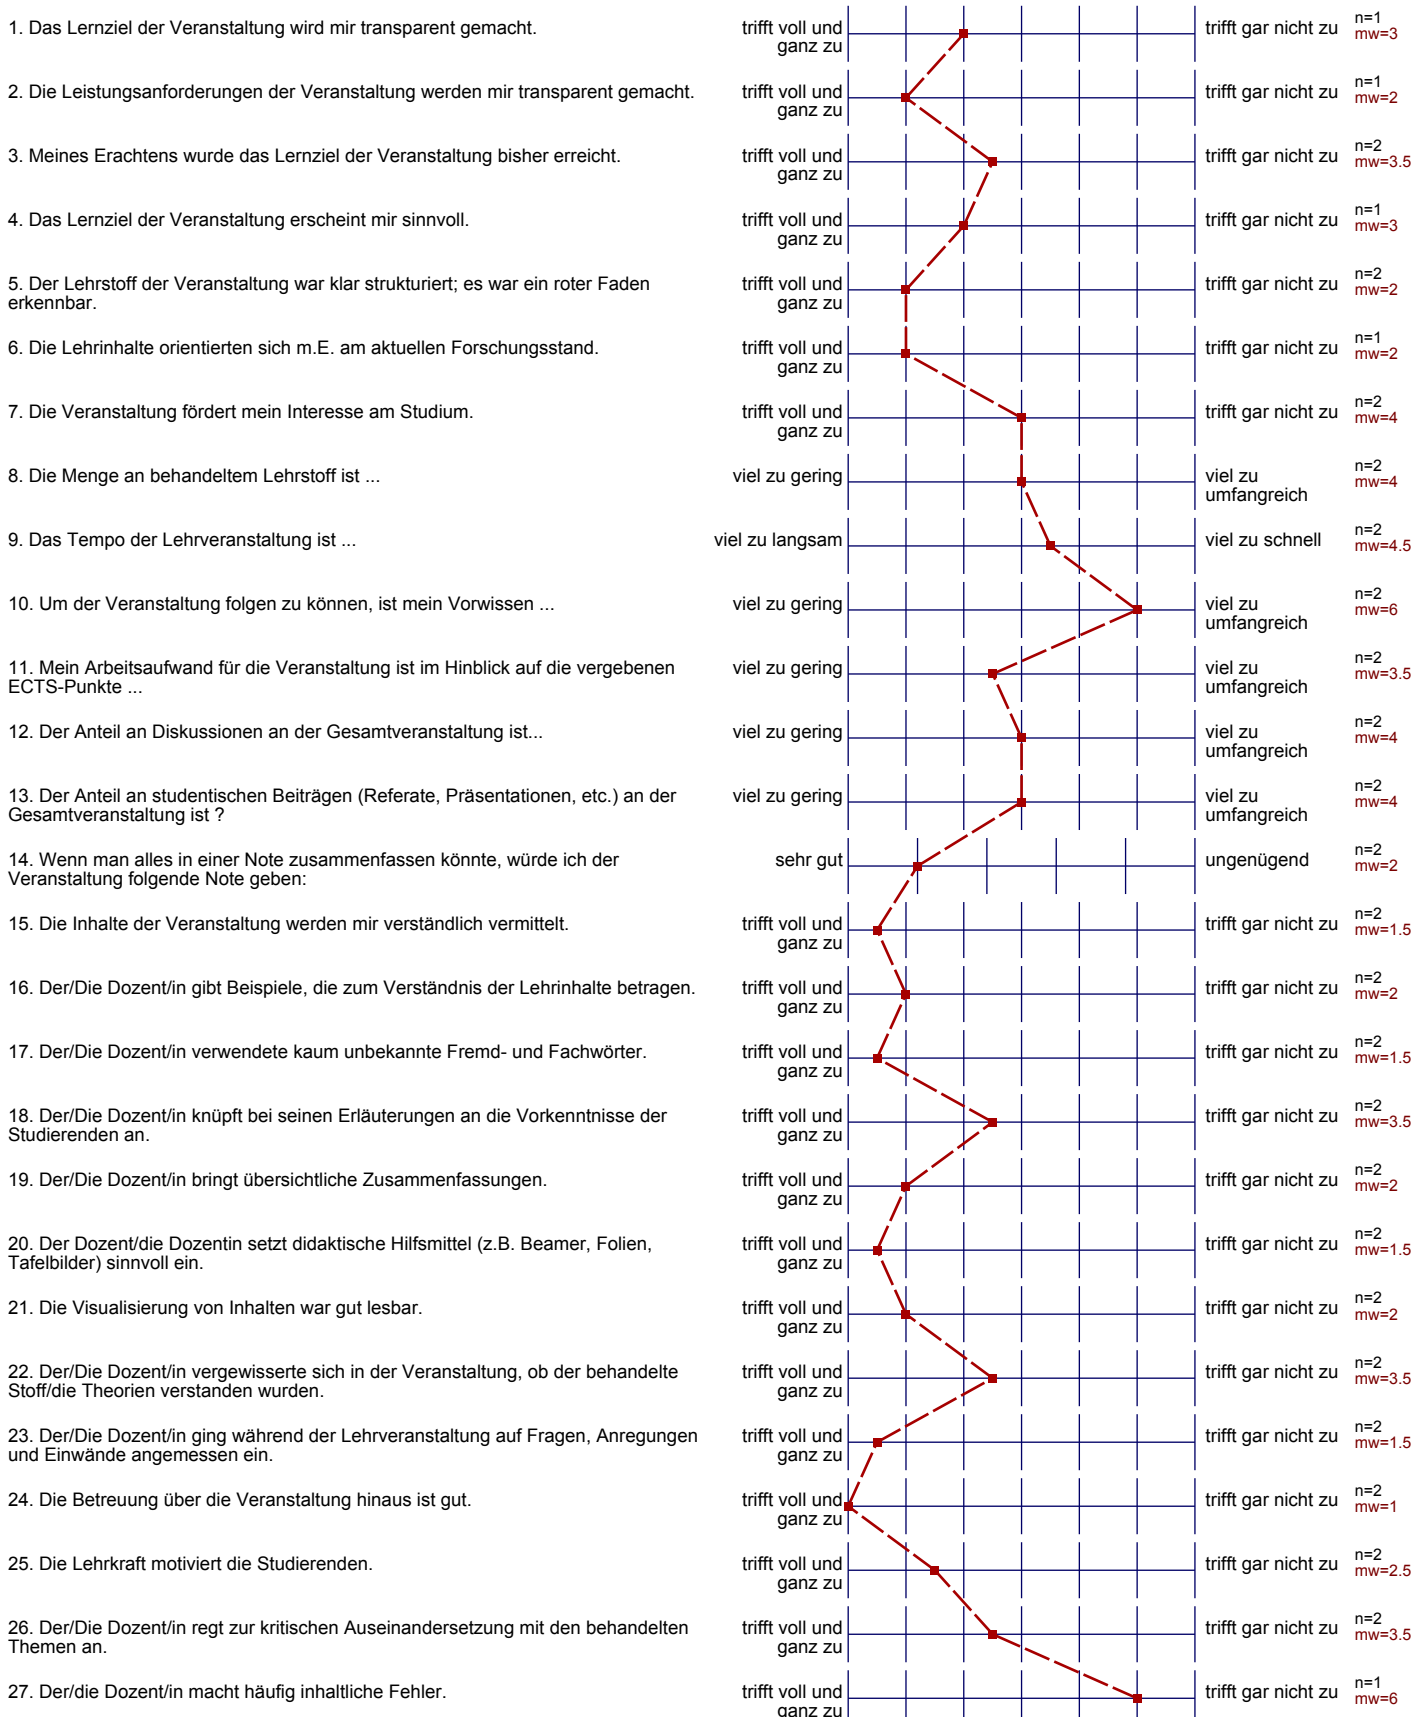 1. Das Lernziel der Veranstaltung wird mir transparent gemacht.
trifft voll und
ganz zu
trifft gar nicht zu
n=1
mw=3
2. Die Leistungsanforderungen der Veranstaltung werden mir transparent gemacht.
trifft voll und
ganz zu
trifft gar nicht zu
n=1
mw=2
3. Meines Erachtens wurde das Lernziel der Veranstaltung bisher erreicht.
trifft voll und
ganz zu
trifft gar nicht zu
n=2
mw=3.5
4. Das Lernziel der Veranstaltung erscheint mir sinnvoll.
trifft voll und
ganz zu
trifft gar nicht zu
n=1
mw=3
5. Der Lehrstoff der Veranstaltung war klar strukturiert; es war ein roter Faden
erkennbar.
trifft voll und
ganz zu
trifft gar nicht zu
n=2
mw=2
6. Die Lehrinhalte orientierten sich m.E. am aktuellen Forschungsstand.
trifft voll und
ganz zu
trifft gar nicht zu
n=1
mw=2
7. Die Veranstaltung fördert mein Interesse am Studium.
trifft voll und
ganz zu
trifft gar nicht zu
n=2
mw=4
8. Die Menge an behandeltem Lehrstoff ist ...
viel zu gering
viel zu
umfangreich
n=2
mw=4
9. Das Tempo der Lehrveranstaltung ist ...
viel zu langsam
viel zu schnell
n=2
mw=4.5
10. Um der Veranstaltung folgen zu können, ist mein Vorwissen ...
viel zu gering
viel zu
umfangreich
n=2
mw=6
11. Mein Arbeitsaufwand für die Veranstaltung ist im Hinblick auf die vergebenen
ECTS-Punkte ...
viel zu gering
viel zu
umfangreich
n=2
mw=3.5
12. Der Anteil an Diskussionen an der Gesamtveranstaltung ist...
viel zu gering
viel zu
umfangreich
n=2
mw=4
13. Der Anteil an studentischen Beiträgen (Referate, Präsentationen, etc.) an der
Gesamtveranstaltung ist ?
viel zu gering
viel zu
umfangreich
n=2
mw=4
14. Wenn man alles in einer Note zusammenfassen könnte, würde ich der
Veranstaltung folgende Note geben:
sehr gut
ungenügend
n=2
mw=2
15. Die Inhalte der Veranstaltung werden mir verständlich vermittelt.
trifft voll und
ganz zu
trifft gar nicht zu
n=2
mw=1.5
16. Der/Die Dozent/in gibt Beispiele, die zum Verständnis der Lehrinhalte betragen.
trifft voll und
ganz zu
trifft gar nicht zu
n=2
mw=2
17. Der/Die Dozent/in verwendete kaum unbekannte Fremd- und Fachwörter.
trifft voll und
ganz zu
trifft gar nicht zu
n=2
mw=1.5
18. Der/Die Dozent/in knüpft bei seinen Erläuterungen an die Vorkenntnisse der
Studierenden an.
trifft voll und
ganz zu
trifft gar nicht zu
n=2
mw=3.5
19. Der/Die Dozent/in bringt übersichtliche Zusammenfassungen.
trifft voll und
ganz zu
trifft gar nicht zu
n=2
mw=2
20. Der Dozent/die Dozentin setzt didaktische Hilfsmittel (z.B. Beamer, Folien,
Tafelbilder) sinnvoll ein.
trifft voll und
ganz zu
trifft gar nicht zu
n=2
mw=1.5
21. Die Visualisierung von Inhalten war gut lesbar.
trifft voll und
ganz zu
trifft gar nicht zu
n=2
mw=2
22. Der/Die Dozent/in vergewisserte sich in der Veranstaltung, ob der behandelte
Stoff/die Theorien verstanden wurden.
trifft voll und
ganz zu
trifft gar nicht zu
n=2
mw=3.5
23. Der/Die Dozent/in ging während der Lehrveranstaltung auf Fragen, Anregungen
und Einwände angemessen ein.
trifft voll und
ganz zu
trifft gar nicht zu
n=2
mw=1.5
24. Die Betreuung über die Veranstaltung hinaus ist gut.
trifft voll und
ganz zu
trifft gar nicht zu
n=2
mw=1
25. Die Lehrkraft motiviert die Studierenden.
trifft voll und
ganz zu
trifft gar nicht zu
n=2
mw=2.5
26. Der/Die Dozent/in regt zur kritischen Auseinandersetzung mit den behandelten
Themen an.
trifft voll und
ganz zu
trifft gar nicht zu
n=2
mw=3.5
27. Der/die Dozent/in macht häufig inhaltliche Fehler.
trifft voll und
ganz zu
trifft gar nicht zu
n=1
mw=6